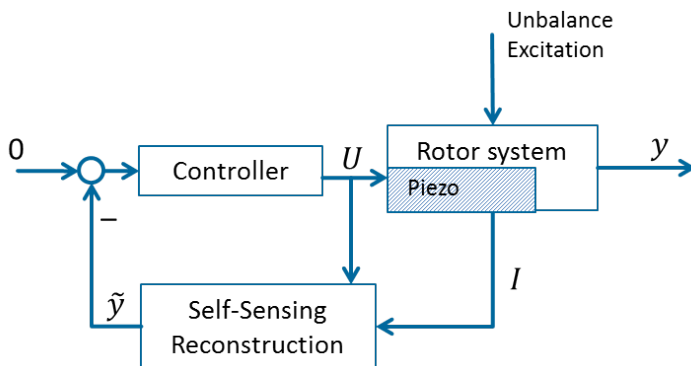 Unbalance
Excitation
0
Controller
U
Rotor system
y
Piezo
−
ỹ
Self-Sensing
Reconstruction
I